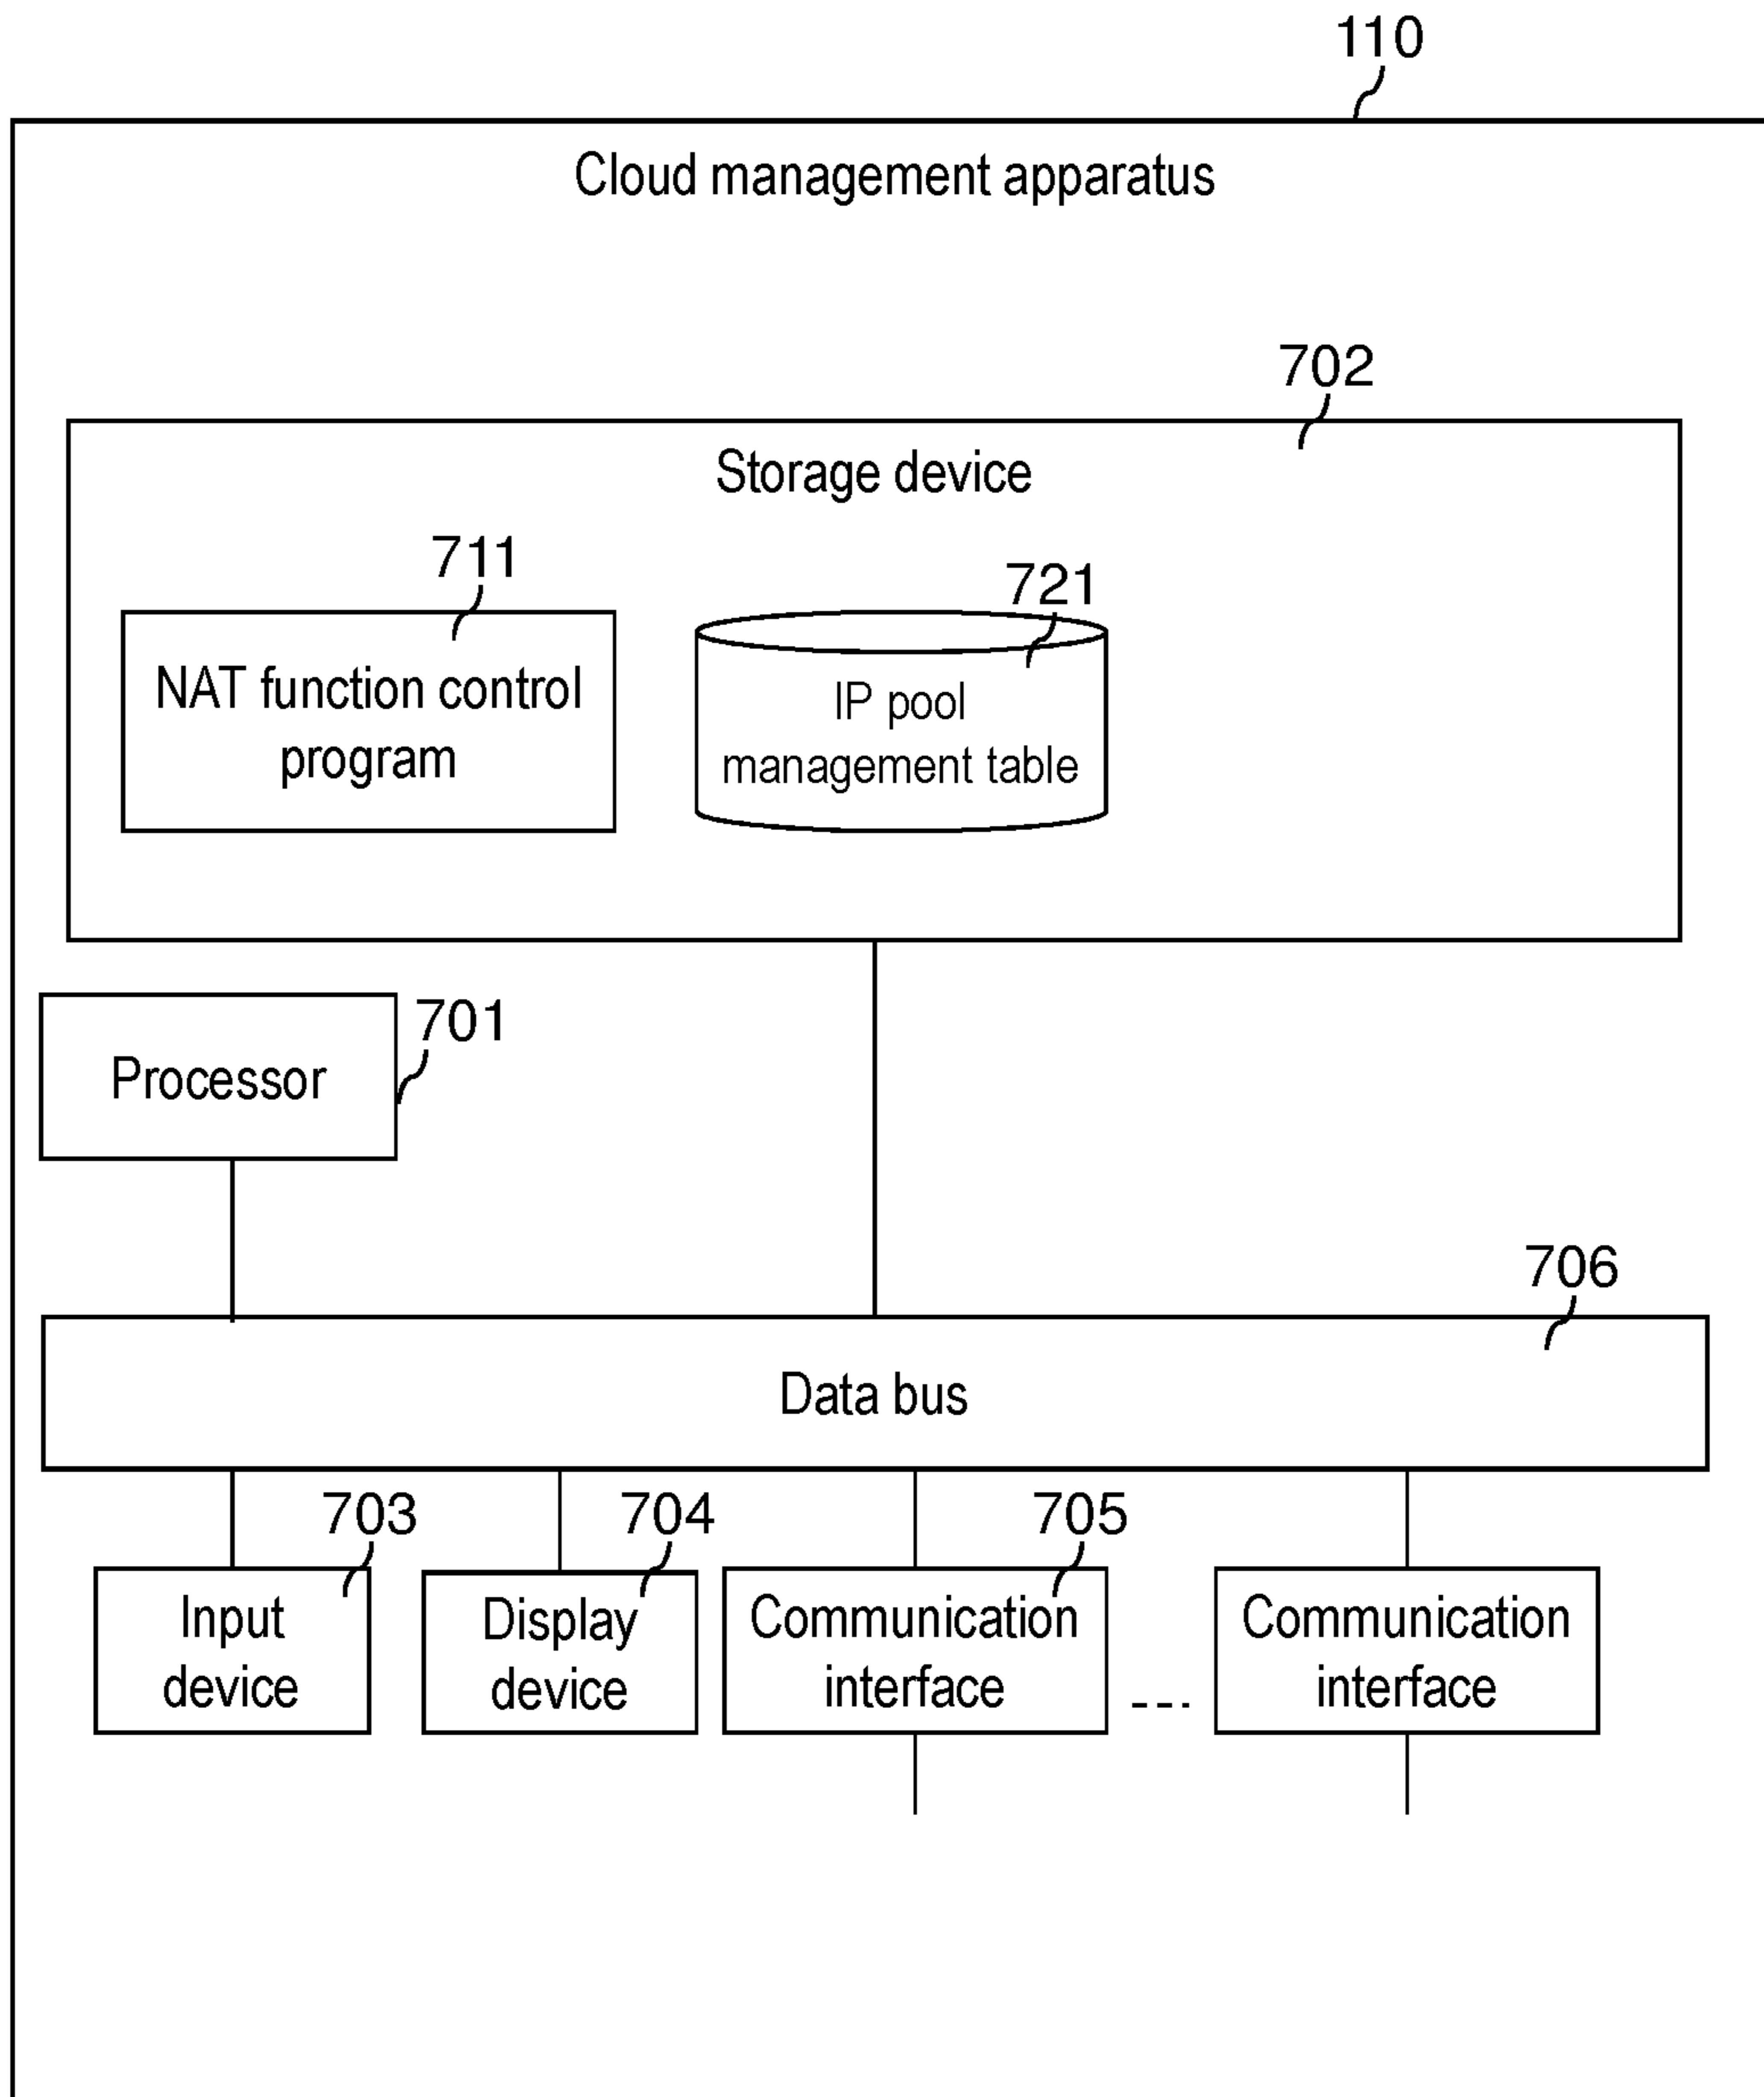 110
Cloud management apparatus
702
Storage device
711
721
NAT function control
program
IP pool
management table
701
Processor
706
Data bus
703
704
705
Input
device
Display
device
Communication
interface
---
Communication
interface